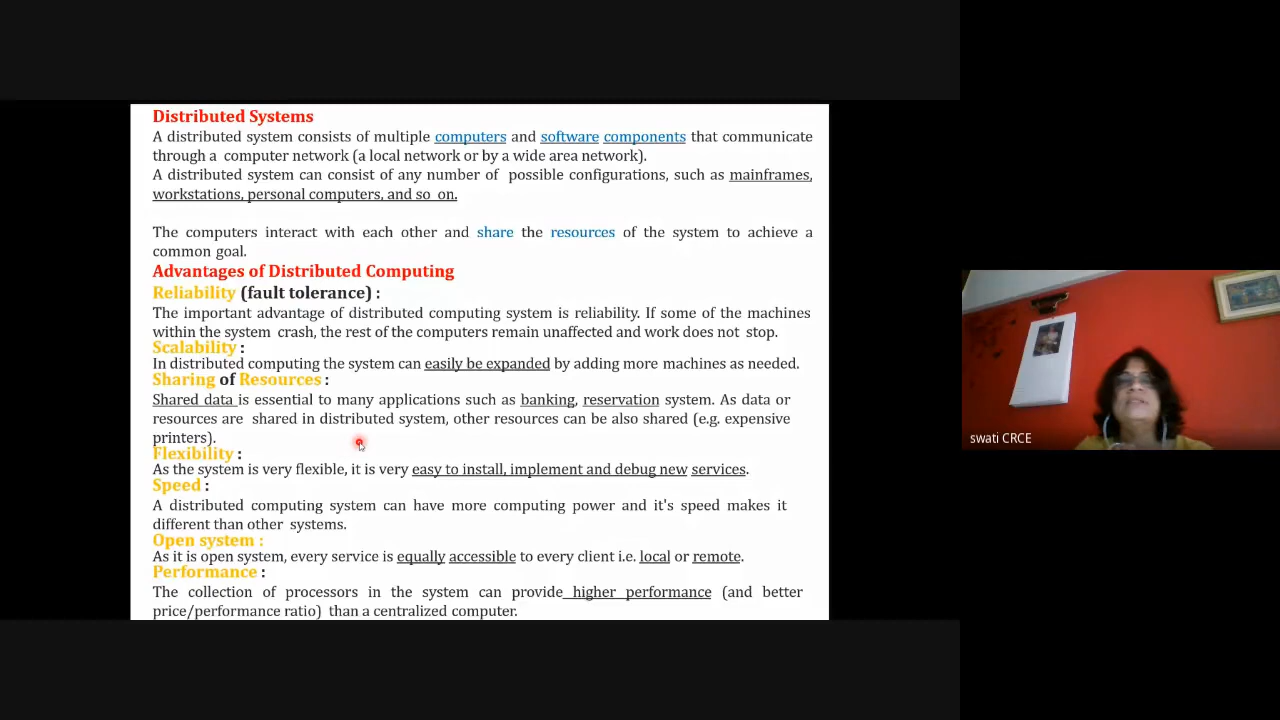 Distributed Systems
A distributed system consists of multiple computers and software components that communicate
through a computer network (a local network or by a wide area network).
A distributed system can consist of any number of possible configurations, such as mainframes,
workstations, personal computers, and so on.
The computers interact with each other and share the resources of the system to achieve a
common goal.
Advantages of Distributed Computing
Reliability (fault tolerance) :
The important advantage of distributed computing system is reliability. If some of the machines
within the system crash, the rest of the computers remain unaffected and work does not stop.
Scalability :
In distributed computing the system can easily be expanded by adding more machines as needed.
Sharing of Resources :
Shared data is essential to many applications such as banking, reservation system. As data or
resources are shared in distributed system, other resources can be also shared (e.g. expensive
printers).
Flexibility :
As the system is very flexible, it is very easy to install, implement and debug new services.
Speed :
A distributed computing system can have more computing power and it's speed makes it
different than other systems.
Open system :
As it is open system, every service is equally accessible to every client i.e. local or remote.
Performance :
The collection of processors in the system can provide higher performance (and better
price/performance ratio) than a centralized computer.
swati CRCE